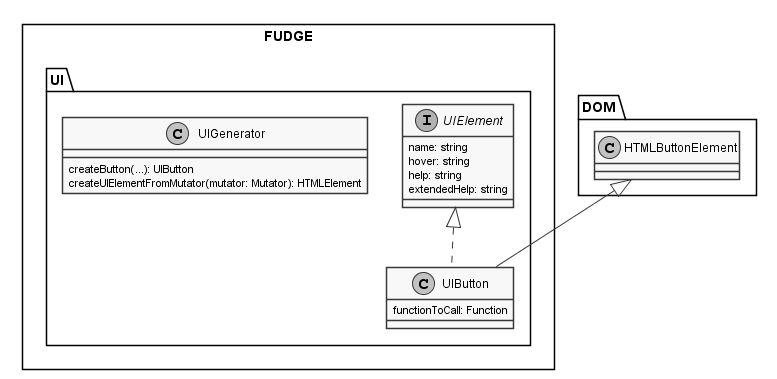 FUDGE
UI
C UIGenerator
createButton(...): UIButton
createUIElementFromMutator(mutator: Mutator): HTMLElement
I UIElement
name: string
hover: string
help: string
extendedHelp: string
C UIButton
functionToCall: Function
DOM
C HTMLButtonElement